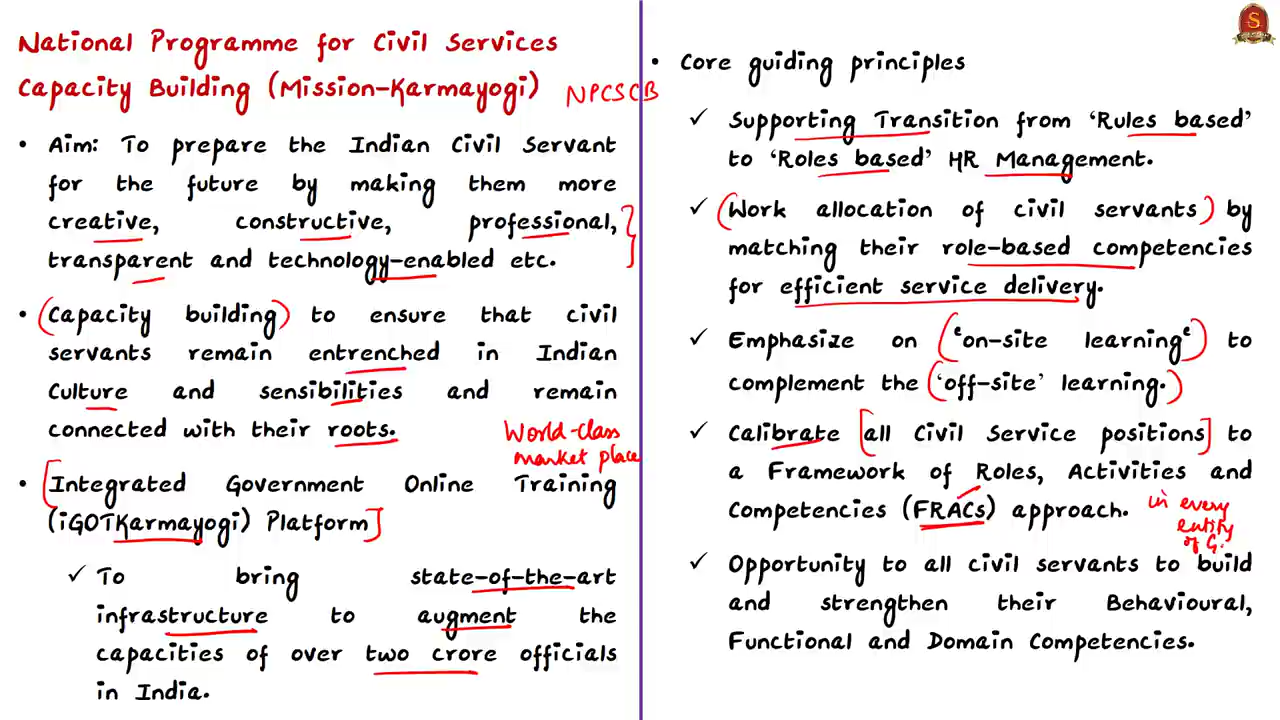 National Programme for Civil Services
Capacity Building (Mission-Karmayogi)
NPCSCB
• Aim: To prepare the Indian Civil Servant
for the future by making them more
creative, constructive, professional,
transparent and technology-enabled etc.
• (Capacity building) to ensure that civil
servants remain entrenched in Indian
Culture and sensibilities and remain
connected with their roots.
World-class
market place
• [Integrated Government Online Training
(iGOTKarmayogi) Platform]
✓ To bring state-of-the-art
infrastructure to augment the
capacities of over two crore officials
in India.
• Core guiding principles
✓ Supporting Transition from ‘Rules based’
to ‘Roles based’ HR Management.
✓ (Work allocation of civil servants) by
matching their role-based competencies
for efficient service delivery.
✓ Emphasize on (‘on-site learning‘) to
complement the (‘off-site’ learning.)
✓ Calibrate [all Civil Service positions] to
a Framework of Roles, Activities and
Competencies (FRACs) approach.
in every
entity
of G.
✓ Opportunity to all civil servants to build
and strengthen their Behavioural,
Functional and Domain Competencies.
S